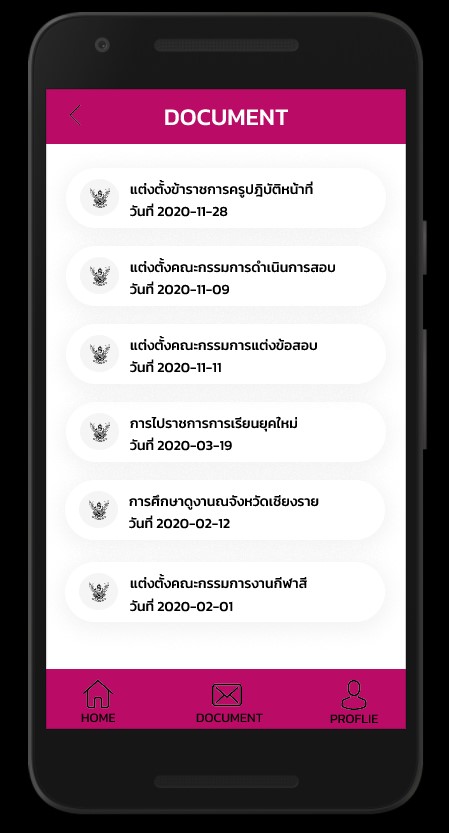 DOCUMENT
แต่งตั้งข้าราชการครูปฎิบัติหน้าที่
วันที่ 2020-11-28
แต่งตั้งคณะกรรมการดำเนินการสอบ
วันที่ 2020-11-09
แต่งตั้งคณะกรรมการแต่งข้อสอบ
วันที่ 2020-11-11
การไปราชการการเรียนยุคใหม่
วันที่ 2020-03-19
การศึกษาดูงานณจังหวัดเชียงราย
วันที่ 2020-02-12
แต่งตั้งคณะกรรมการงานกีฬาสี
วันที่ 2020-02-01
HOME DOCUMENT PROFLIE